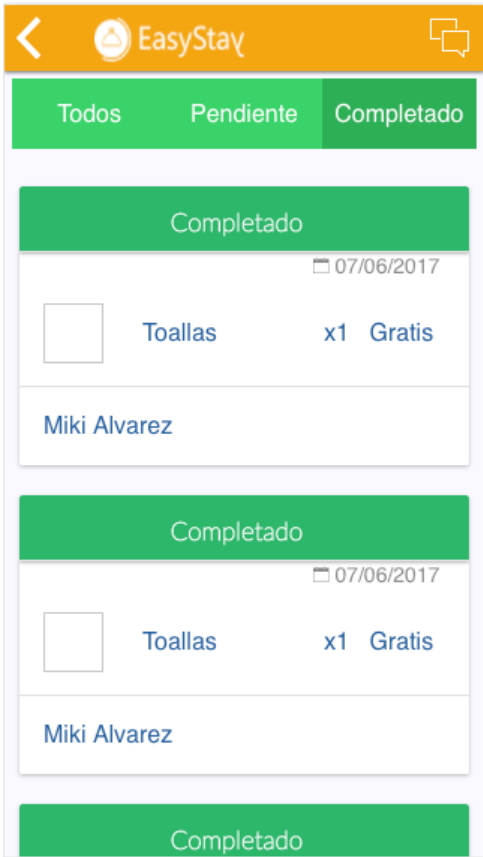 EasyStay
Todos Pendiente Completado
Completado
07/06/2017
Toallas x1 Gratis
Miki Alvarez
Completado
07/06/2017
Toallas x1 Gratis
Miki Alvarez
Completado